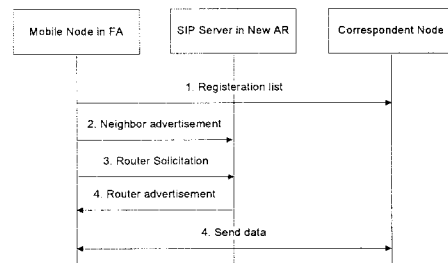 Mobile Node in FA
SIP Server in New AR
Correspondent Node
1. Registeration list
2. Neighbor advertisement
3. Router Solicitation
4. Router advertisement
4. Send data